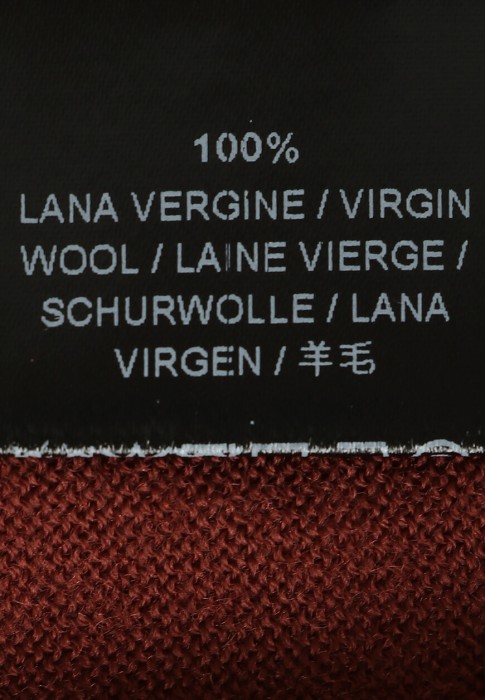 100%
LANA VERGINE / VIRGIN
WOOL / LAINE VIERGE /
SCHURWOLLE / LANA
VIRGEN / 羊毛